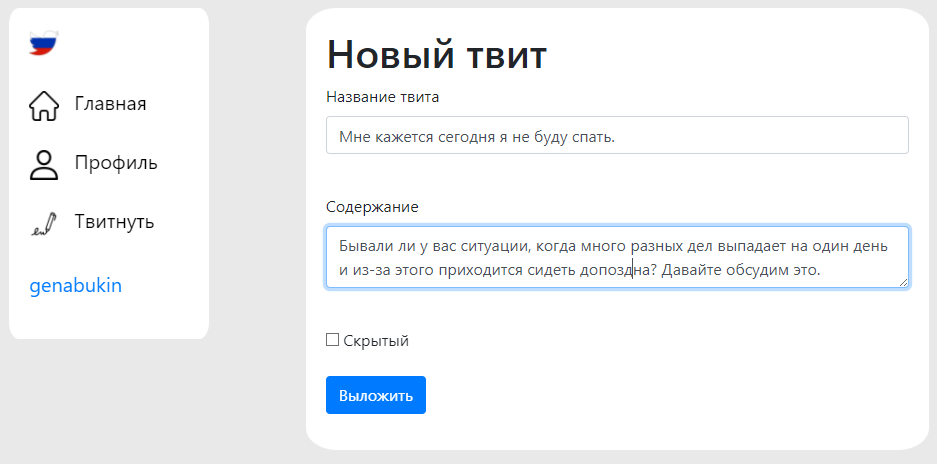 Главная
Профиль
Твитнуть
genabukin
Новый твит
Название твита
Мне кажется сегодня я не буду спать.
Содержание
Бывали ли у вас ситуации, когда много разных дел выпадает на один день
и из-за этого приходится сидеть допоздна? Давайте обсудим это.
Скрытый
Выложить